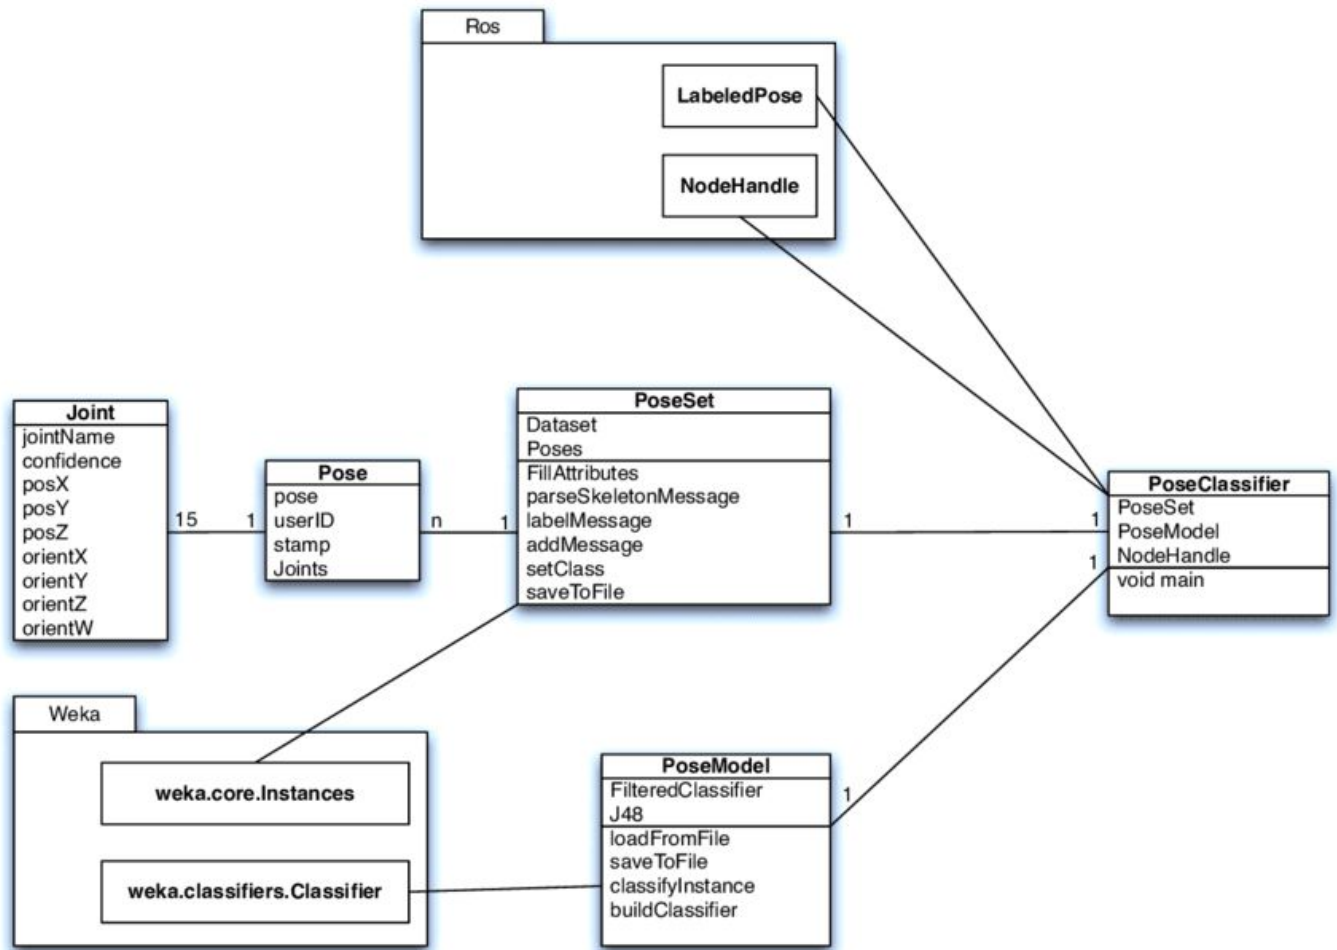 Ros
LabeledPose
NodeHandle
Joint
jointName
confidence
posX
posY
posZ
orientX
orientY
orientZ
orientW
15
1
Pose
pose
userID
stamp
Joints
n
1
PoseSet
Dataset
Poses
FillAttributes
parseSkeletonMessage
labelMessage
addMessage
setClass
saveToFile
1
1
1
PoseClassifier
PoseSet
PoseModel
NodeHandle
void main
Weka
weka.core.Instances
weka.classifiers.Classifier
PoseModel
FilteredClassifier
J48
loadFromFile
saveToFile
classifyInstance
buildClassifier
1